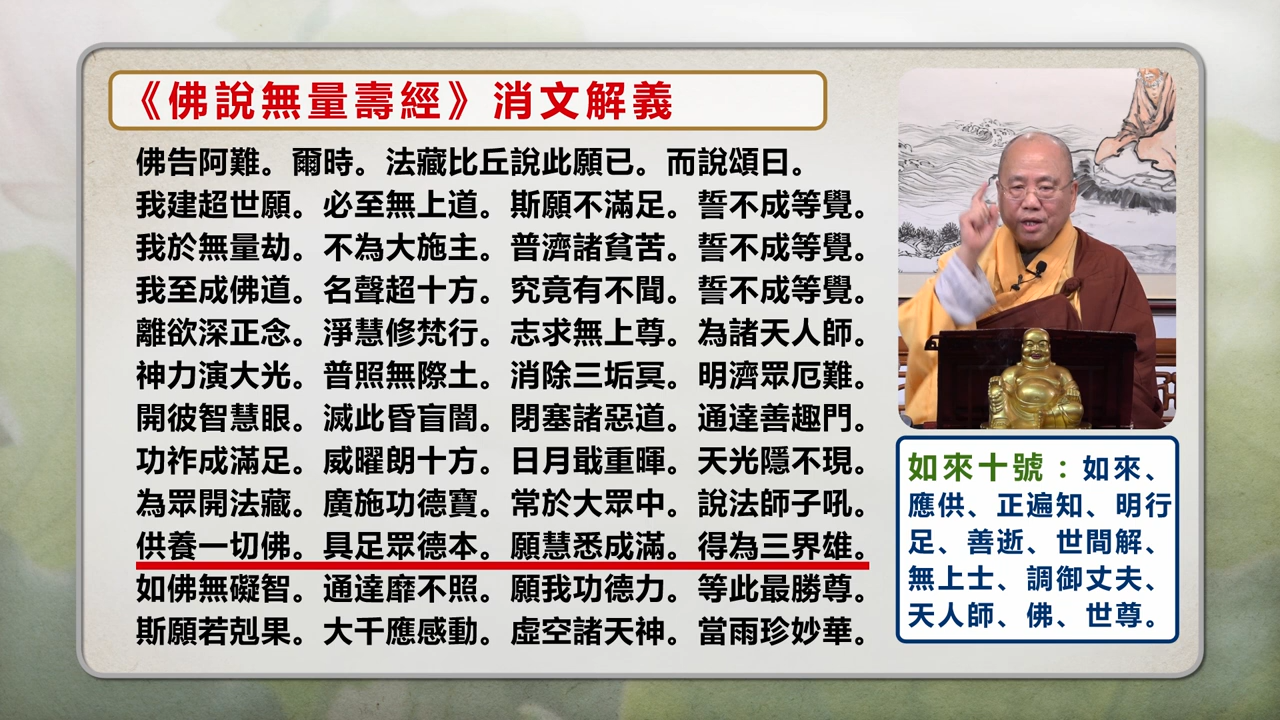 《佛說無量壽經》消文解義
佛告阿難。爾時。法藏比丘說此願已。而說頌曰。
我建超世願。必至無上道。斯願不滿足。誓不成等覺。
我於無量劫。不為大施主。普濟諸貧苦。誓不成等覺。
我至成佛道。名聲超十方。究竟有不聞。誓不成等覺。
離欲深正念。淨慧修梵行。志求無上尊。為諸天人師。
神力演大光。普照無際土。消除三垢冥。明濟眾厄難。
開彼智慧眼。滅此昏盲闇。閉塞諸惡道。通達善趣門。
功祚成滿足。威曜朗十方。日月戢重暉。天光隱不現。
為眾開法藏。廣施功德寶。常於大眾中。說法師子吼。
供養一切佛。具足眾德本。願慧悉成滿。得為三界雄。
如佛無礙智。通達靡不照。願我功德力。等此最勝尊。
斯願若剋果。大千應感動。虛空諸天神。當雨珍妙華。
如來十號：如來、
應供、正遍知、明行
足、善逝、世間解、
無上士、調御丈夫、
天人師、佛、世尊。